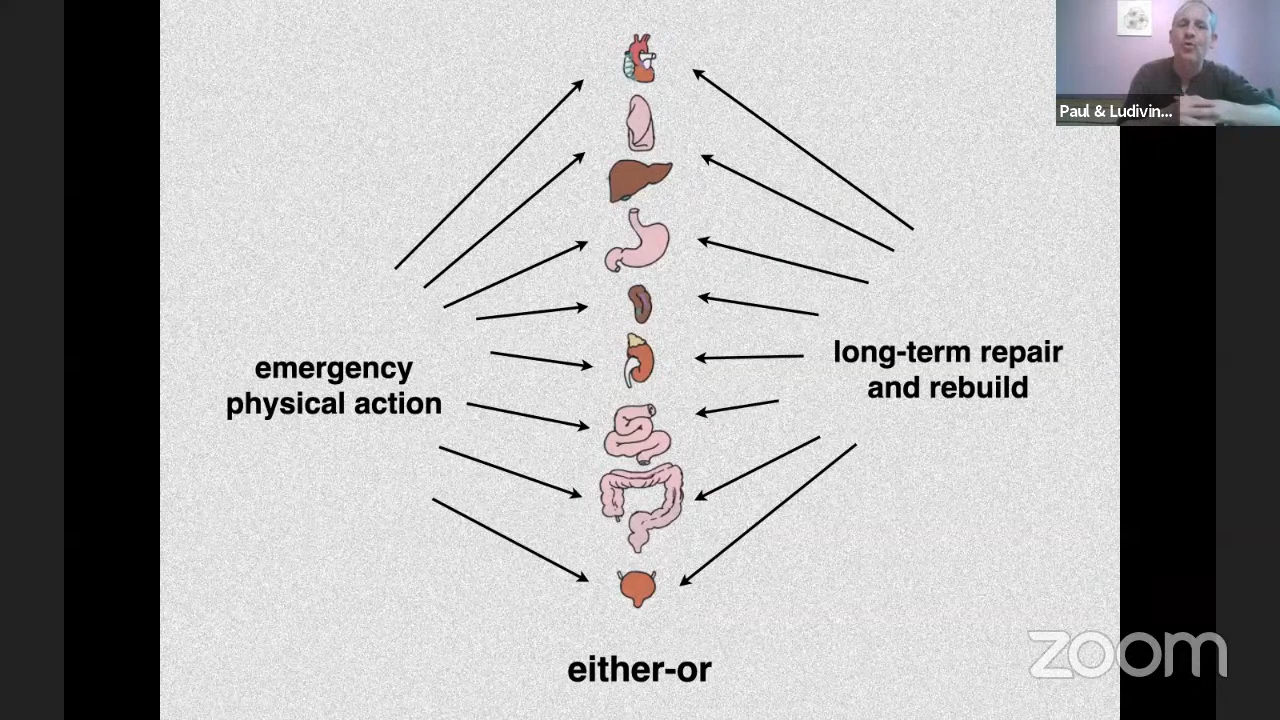 Paul & Ludivin...
emergency
physical action
long-term repair
and rebuild
either-or
zoom